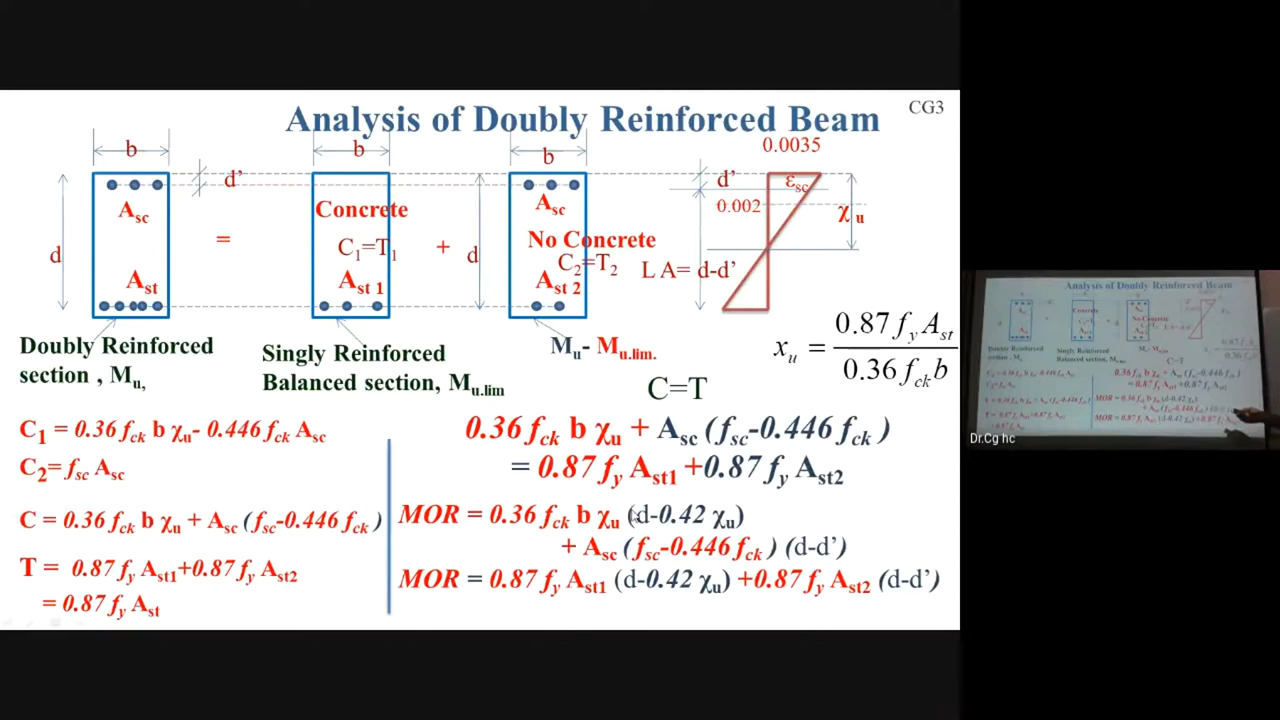 Analysis of Doubly Reinforced Beam
CG3
b
b
b
0.0035
d'
d'
εsc
Asc
Concrete
Asc
0.002
χu
=
C1=T1
+
No Concrete
C2=T2
d
d
L A= d-d'
Ast
Ast 1
Ast 2
Doubly Reinforced
section , Mu,
Singly Reinforced
Balanced section, Mu.lim
Mu- Mu.lim.
xu = 0.87 fy Ast / 0.36 fck b
C=T
C1 = 0.36 fck b χu- 0.446 fck Asc
C2= fsc Asc
C = 0.36 fck b χu + Asc (fsc-0.446 fck )
T = 0.87 fy Ast1+0.87 fy Ast2
= 0.87 fy Ast
0.36 fck b χu + Asc (fsc-0.446 fck )
= 0.87 fy Ast1 +0.87 fy Ast2
MOR = 0.36 fck b χu (d-0.42 χu)
+ Asc (fsc-0.446 fck ) (d-d')
MOR = 0.87 fy Ast1 (d-0.42 χu) +0.87 fy Ast2 (d-d')
Analysis of Doubly Reinforced Beam
Dr.Cg hc